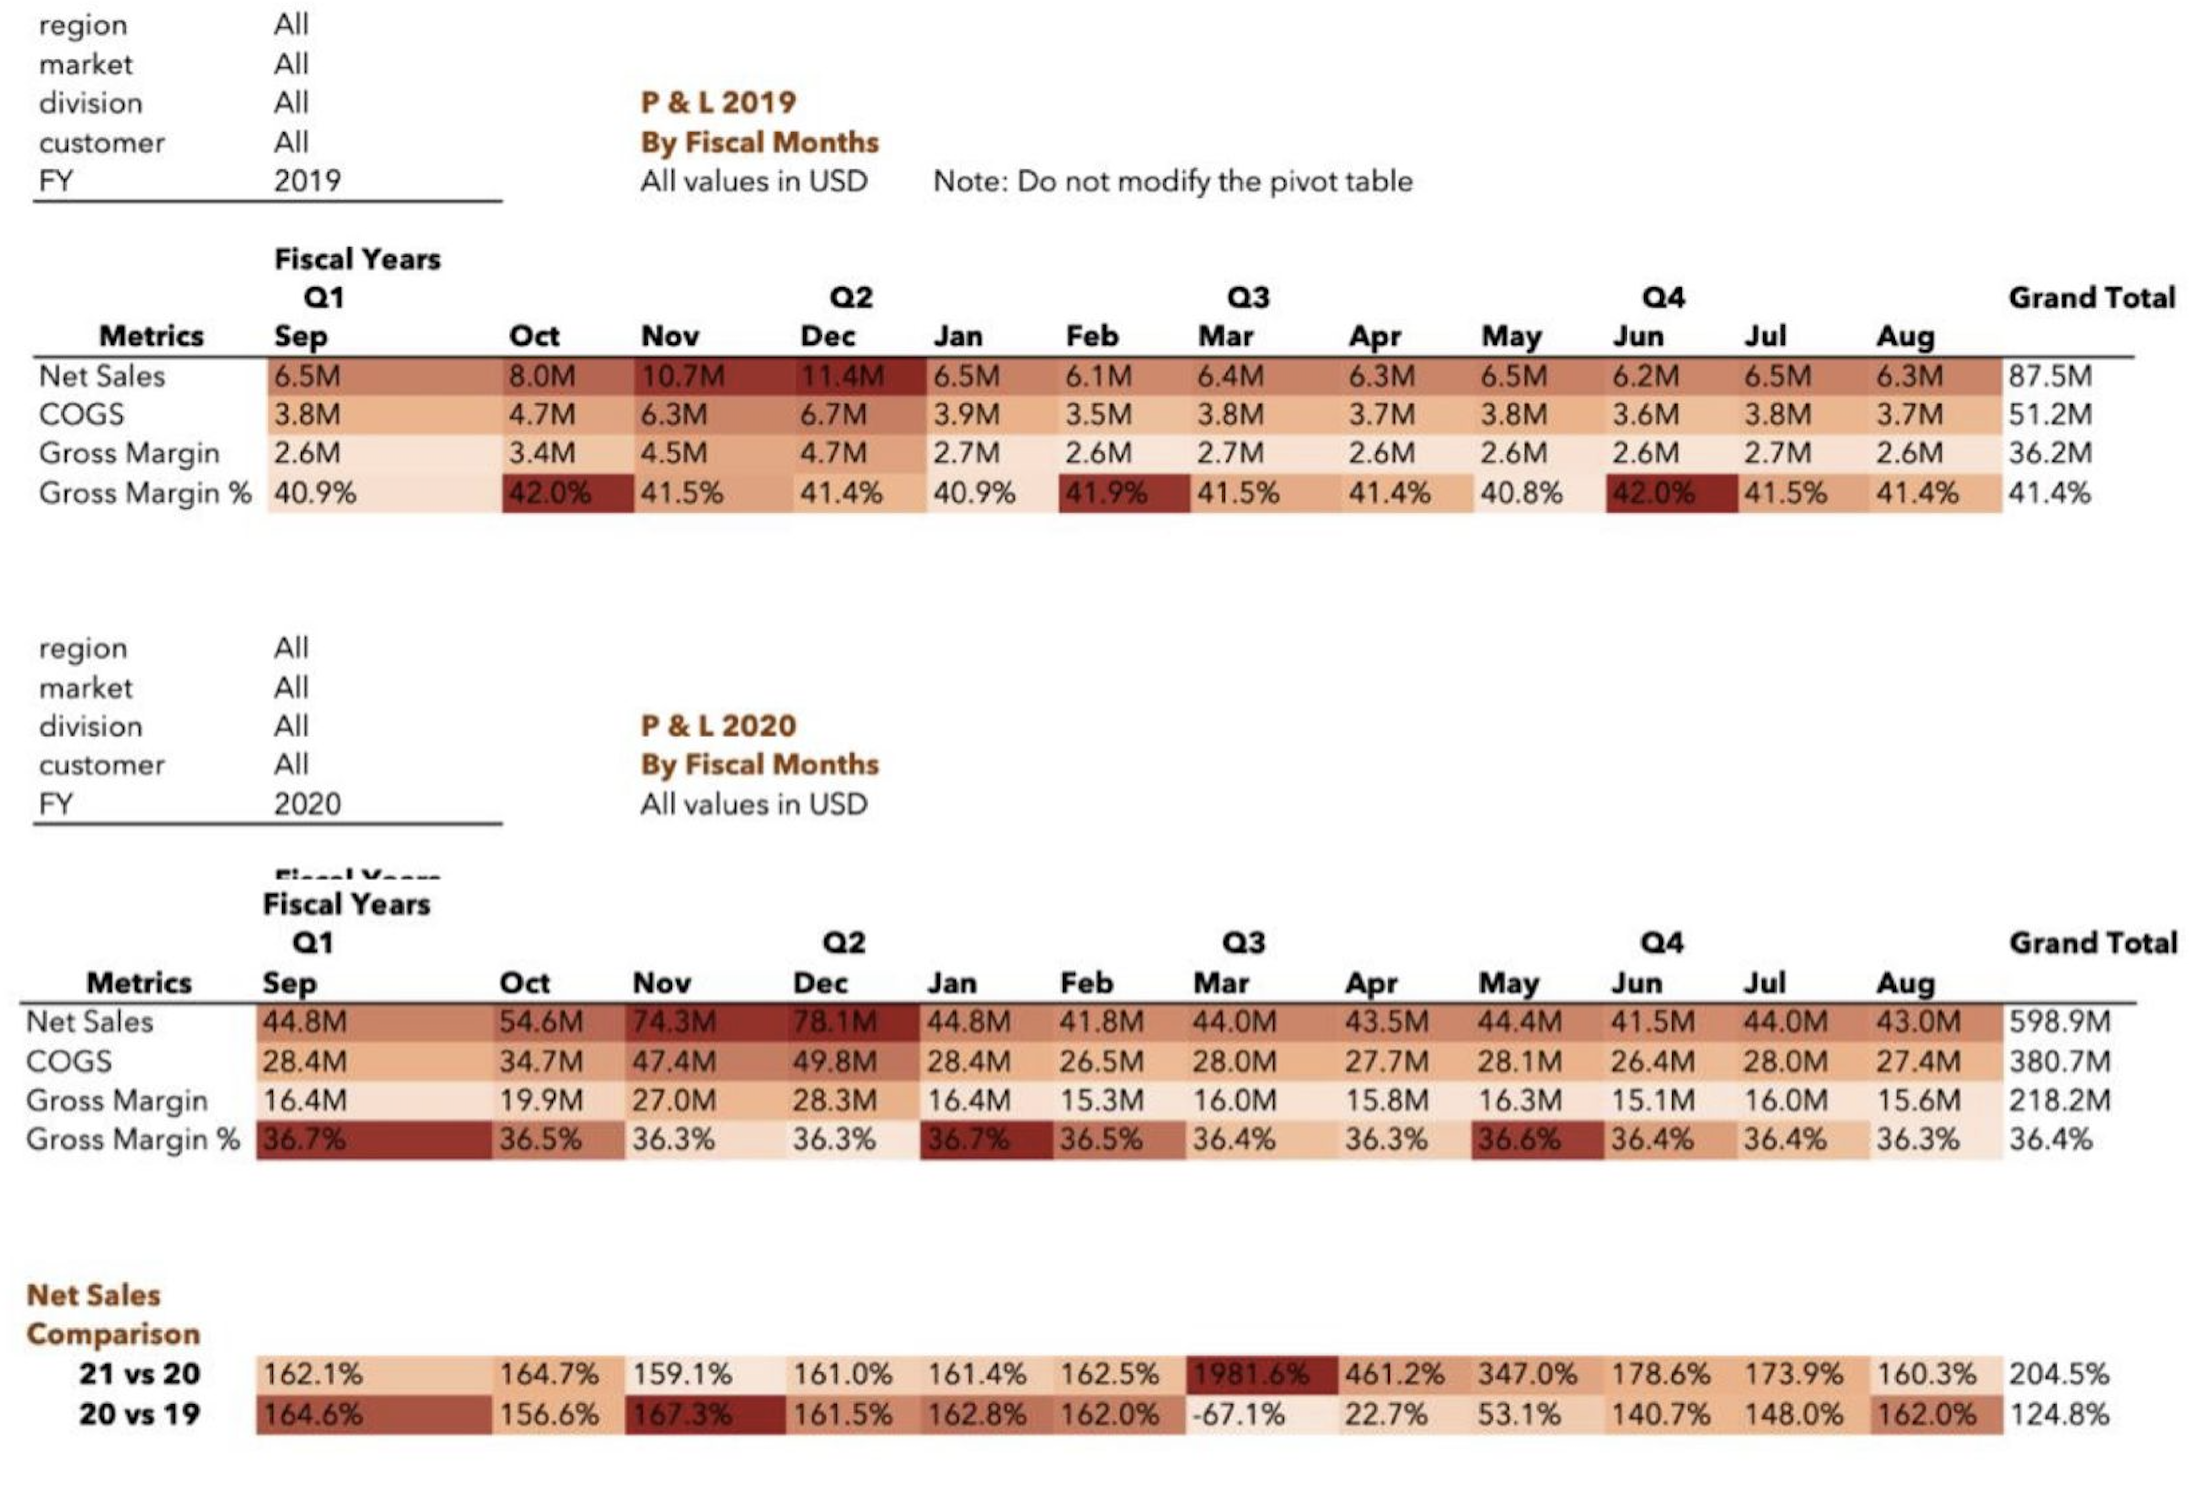 region All
market All
division All P & L 2019
customer All By Fiscal Months
FY 2019 All values in USD Note: Do not modify the pivot table
Fiscal Years
Q1 Q2 Q3 Q4 Grand Total
Metrics Sep Oct Nov Dec Jan Feb Mar Apr May Jun Jul Aug
Net Sales 6.5M 8.0M 10.7M 11.4M 6.5M 6.1M 6.4M 6.3M 6.5M 6.2M 6.5M 6.3M 87.5M
COGS 3.8M 4.7M 6.3M 6.7M 3.9M 3.5M 3.8M 3.7M 3.8M 3.6M 3.8M 3.7M 51.2M
Gross Margin 2.6M 3.4M 4.5M 4.7M 2.7M 2.6M 2.7M 2.6M 2.6M 2.6M 2.7M 2.6M 36.2M
Gross Margin % 40.9% 42.0% 41.5% 41.4% 40.9% 41.9% 41.5% 41.4% 40.8% 42.0% 41.5% 41.4% 41.4%
region All
market All
division All P & L 2020
customer All By Fiscal Months
FY 2020 All values in USD
Fiscal Years
Fiscal Years
Q1 Q2 Q3 Q4 Grand Total
Metrics Sep Oct Nov Dec Jan Feb Mar Apr May Jun Jul Aug
Net Sales 44.8M 54.6M 74.3M 78.1M 44.8M 41.8M 44.0M 43.5M 44.4M 41.5M 44.0M 43.0M 598.9M
COGS 28.4M 34.7M 47.4M 49.8M 28.4M 26.5M 28.0M 27.7M 28.1M 26.4M 28.0M 27.4M 380.7M
Gross Margin 16.4M 19.9M 27.0M 28.3M 16.4M 15.3M 16.0M 15.8M 16.3M 15.1M 16.0M 15.6M 218.2M
Gross Margin % 36.7% 36.5% 36.3% 36.3% 36.7% 36.5% 36.4% 36.3% 36.6% 36.4% 36.4% 36.3% 36.4%
Net Sales
Comparison
21 vs 20 162.1% 164.7% 159.1% 161.0% 161.4% 162.5% 1981.6% 461.2% 347.0% 178.6% 173.9% 160.3% 204.5%
20 vs 19 164.6% 156.6% 167.3% 161.5% 162.8% 162.0% -67.1% 22.7% 53.1% 140.7% 148.0% 162.0% 124.8%